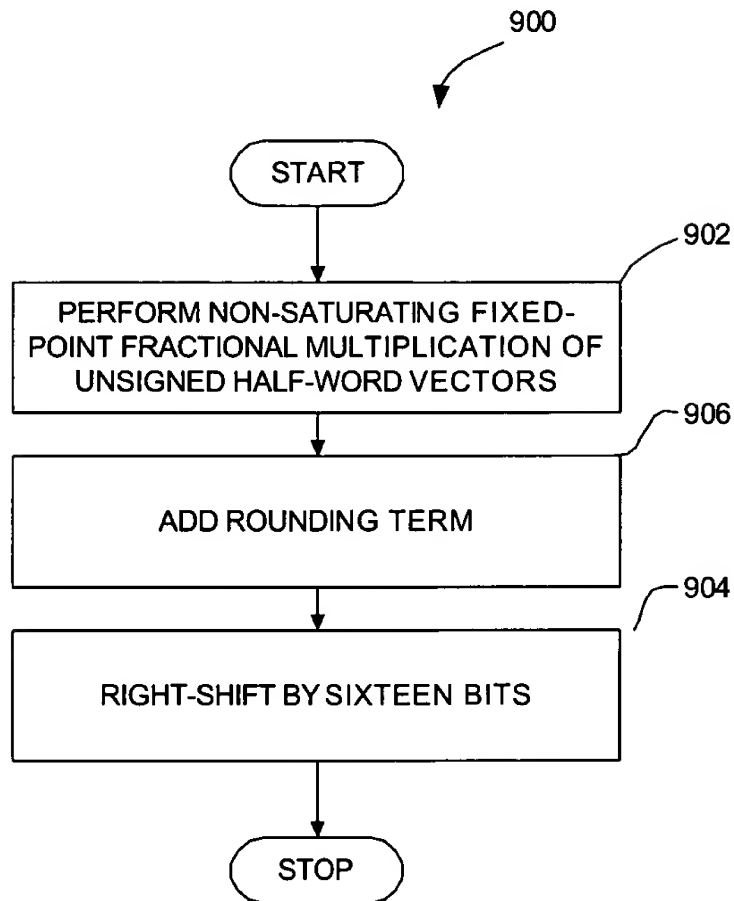 900
START
902
PERFORM NON-SATURATING FIXED-
POINT FRACTIONAL MULTIPLICATION OF
UNSIGNED HALF-WORD VECTORS
906
ADD ROUNDING TERM
904
RIGHT-SHIFT BY SIXTEEN BITS
STOP